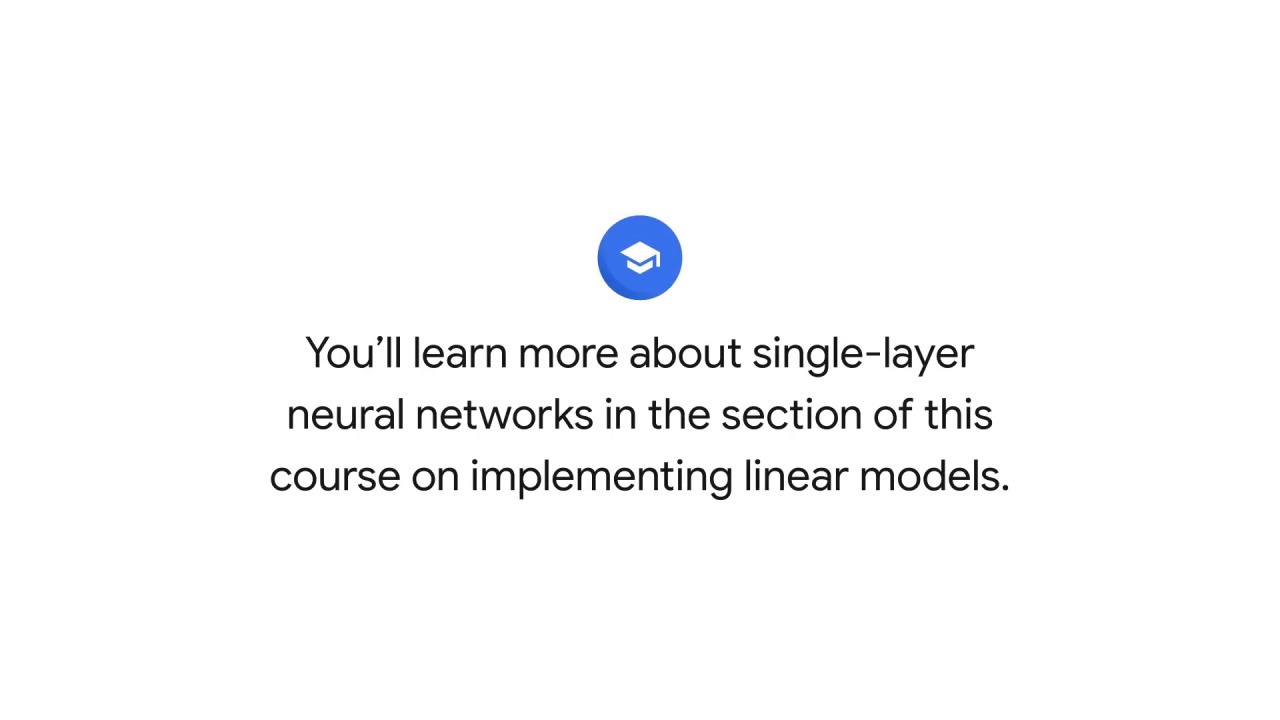 You’ll learn more about single-layer
neural networks in the section of this
course on implementing linear models.